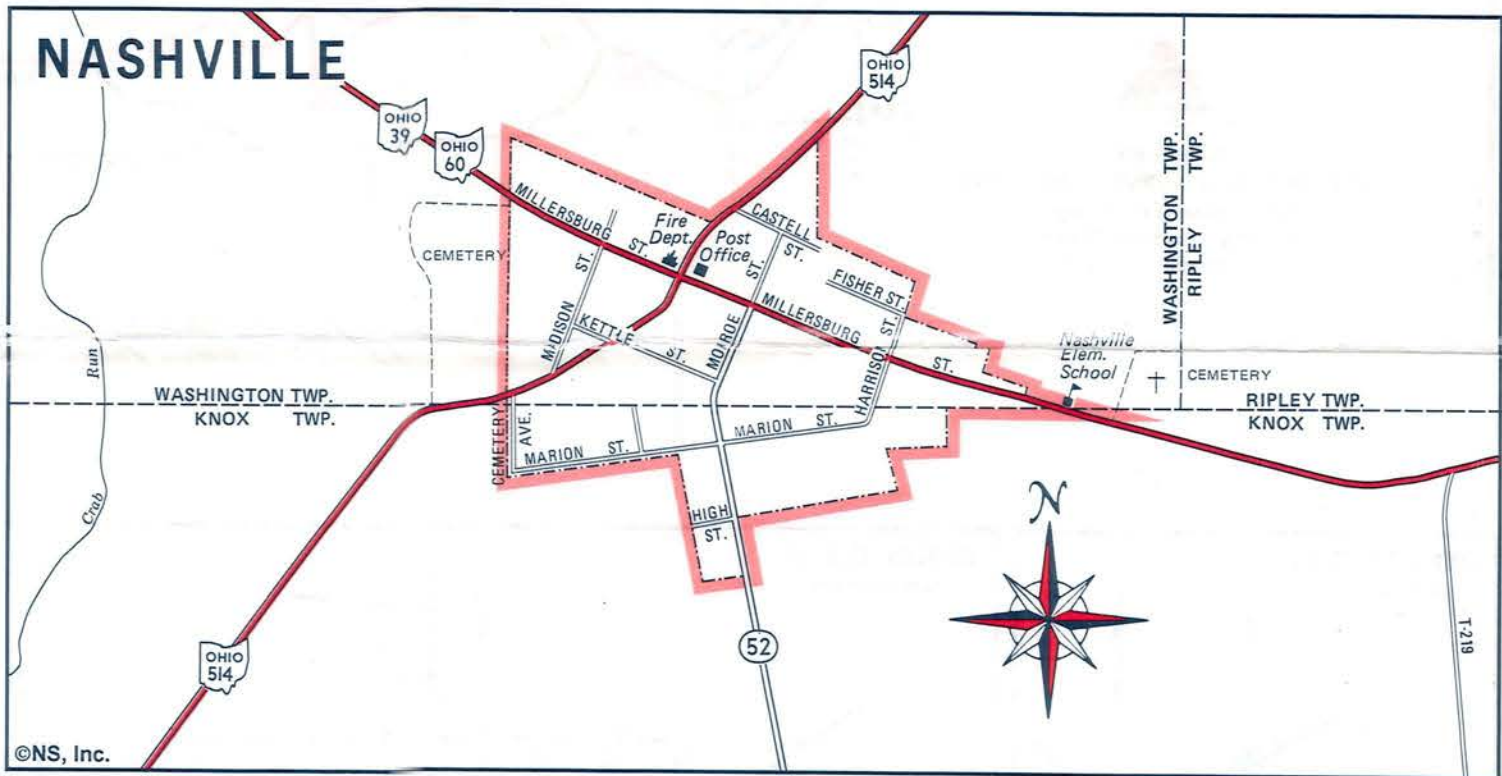 NASHVILLE
OHIO
39
OHIO
60
OHIO
514
WASHINGTON TWP.
RIPLEY TWP.
MILLERSBURG ST.
Fire
Dept.
Post
Office
CASTELL ST.
CEMETERY
MADISON ST.
KETTLE ST.
MONROE ST.
MILLERSBURG ST.
FISHER ST.
HARRISON ST.
Nashville
Elem.
School
CEMETERY
Crab Run
WASHINGTON TWP.
KNOX TWP.
RIPLEY TWP.
KNOX TWP.
CEMETERY AVE.
MARION ST.
MARION ST.
HIGH
ST.
N
52
OHIO
514
T-219
©NS, Inc.